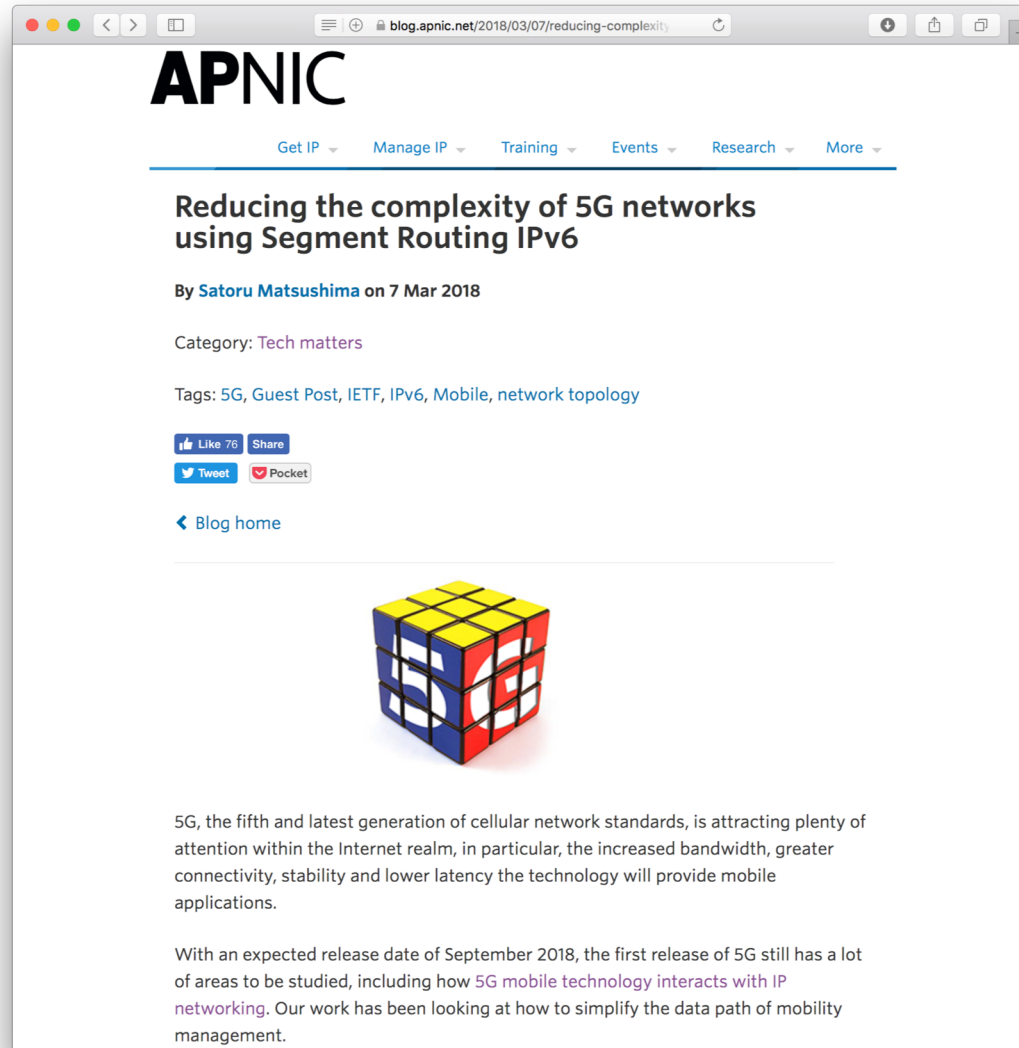 blog.apnic.net/2018/03/07/reducing-complexity
APNIC
Get IP Manage IP Training Events Research More
Reducing the complexity of 5G networks
using Segment Routing IPv6
By Satoru Matsushima on 7 Mar 2018
Category: Tech matters
Tags: 5G, Guest Post, IETF, IPv6, Mobile, network topology
Like 76 Share
Tweet Pocket
Blog home
5G
5G, the fifth and latest generation of cellular network standards, is attracting plenty of
attention within the Internet realm, in particular, the increased bandwidth, greater
connectivity, stability and lower latency the technology will provide mobile
applications.
With an expected release date of September 2018, the first release of 5G still has a lot
of areas to be studied, including how 5G mobile technology interacts with IP
networking. Our work has been looking at how to simplify the data path of mobility
management.